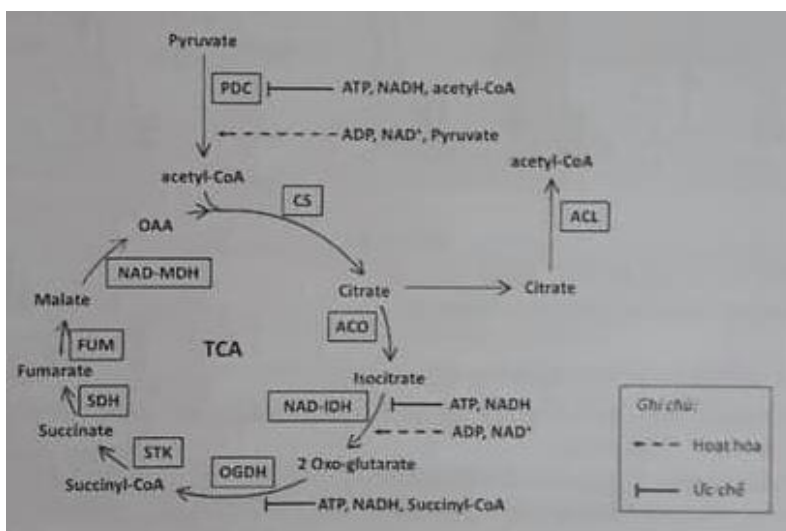 Pyruvate
PDC
ATP, NADH, acetyl-CoA
ADP, NAD⁺, Pyruvate
acetyl-CoA
acetyl-CoA
CS
ACL
OAA
NAD-MDH
Citrate
Citrate
Malate
ACO
FUM
TCA
Fumarate
Isocitrate
SDH
NAD-IDH
ATP, NADH
Ghi chú:
Succinate
ADP, NAD⁺
STK
Hoạt hóa
OGDH
2 Oxo-glutarate
Succinyl-CoA
Ức chế
ATP, NADH, Succinyl-CoA